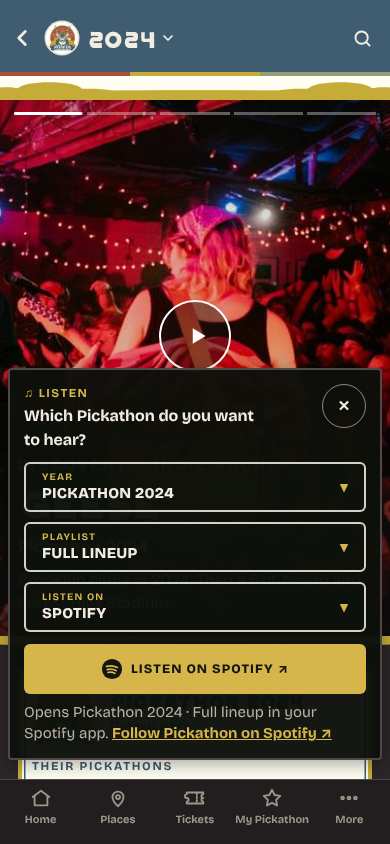 2024
♫ LISTEN
Which Pickathon do you want
to hear?
YEAR
PICKATHON 2024
PLAYLIST
FULL LINEUP
LISTEN ON
SPOTIFY
LISTEN ON SPOTIFY ↗
Opens Pickathon 2024 · Full lineup in your
Spotify app. Follow Pickathon on Spotify ↗
THEIR PICKATHONS
Home
Places
Tickets
My Pickathon
More